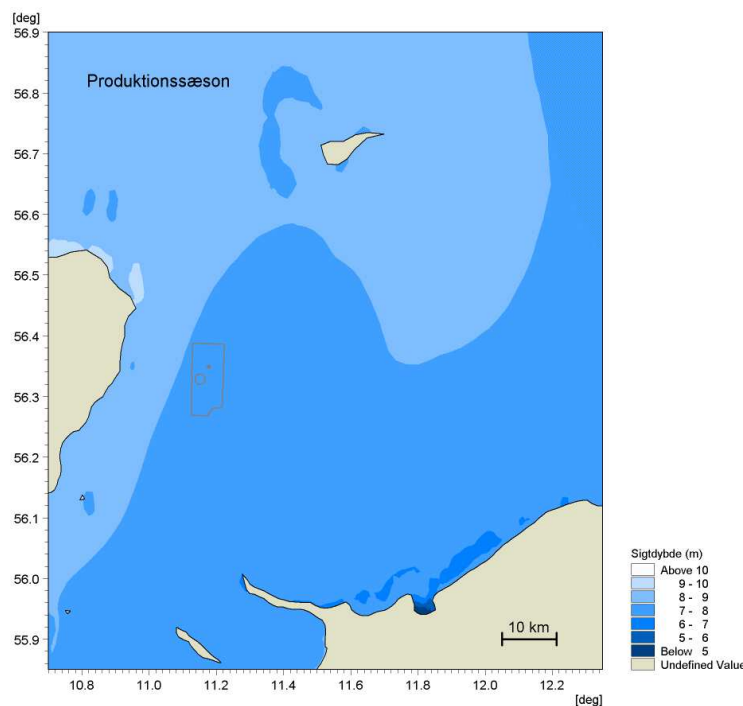 [deg]
56.9
Produktionssæson
56.8
56.7
56.6
56.5
56.4
56.3
56.2
56.1
56.0
55.9
10 km
10.8 11.0 11.2 11.4 11.6 11.8 12.0 12.2
[deg]
Sigtdybde (m)
Above 10
9 - 10
8 - 9
7 - 8
6 - 7
5 - 6
Below 5
Undefined Value